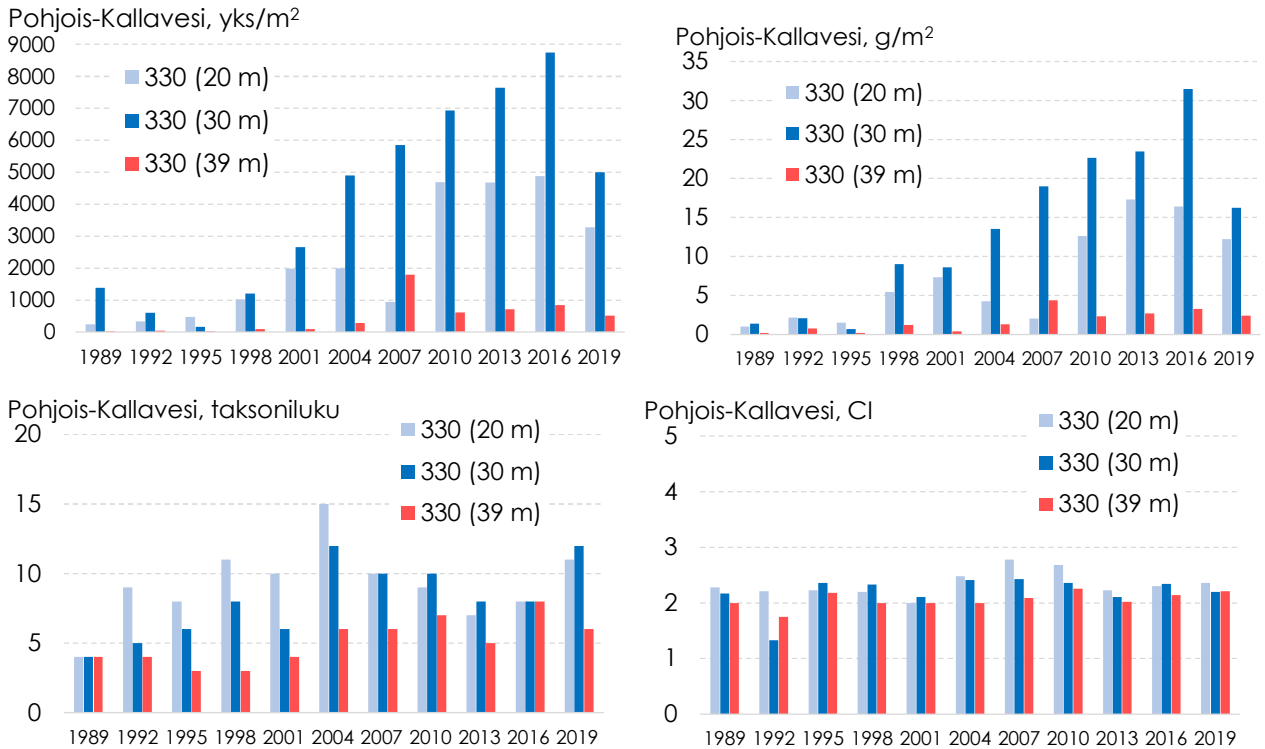 Pohjois-Kallavesi, yks/m²
9000
8000
7000
6000
5000
4000
3000
2000
1000
0
330 (20 m)
330 (30 m)
330 (39 m)
1989 1992 1995 1998 2001 2004 2007 2010 2013 2016 2019
Pohjois-Kallavesi, g/m²
35
30
25
20
15
10
5
0
330 (20 m)
330 (30 m)
330 (39 m)
1989 1992 1995 1998 2001 2004 2007 2010 2013 2016 2019
Pohjois-Kallavesi, taksoniluku
20
15
10
5
0
330 (20 m)
330 (30 m)
330 (39 m)
1989 1992 1995 1998 2001 2004 2007 2010 2013 2016 2019
Pohjois-Kallavesi, CI
5
4
3
2
1
0
330 (20 m)
330 (30 m)
330 (39 m)
1989 1992 1995 1998 2001 2004 2007 2010 2013 2016 2019